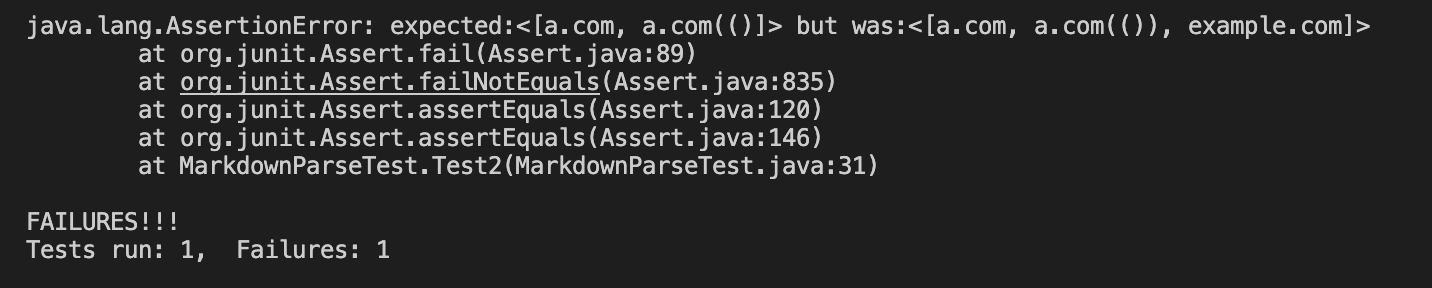 java.lang.AssertionError: expected:<[a.com, a.com(()]> but was:<[a.com, a.com(()), example.com]>
at org.junit.Assert.fail(Assert.java:89)
at org.junit.Assert.failNotEquals(Assert.java:835)
at org.junit.Assert.assertEquals(Assert.java:120)
at org.junit.Assert.assertEquals(Assert.java:146)
at MarkdownParseTest.Test2(MarkdownParseTest.java:31)
FAILURES!!!
Tests run: 1,  Failures: 1